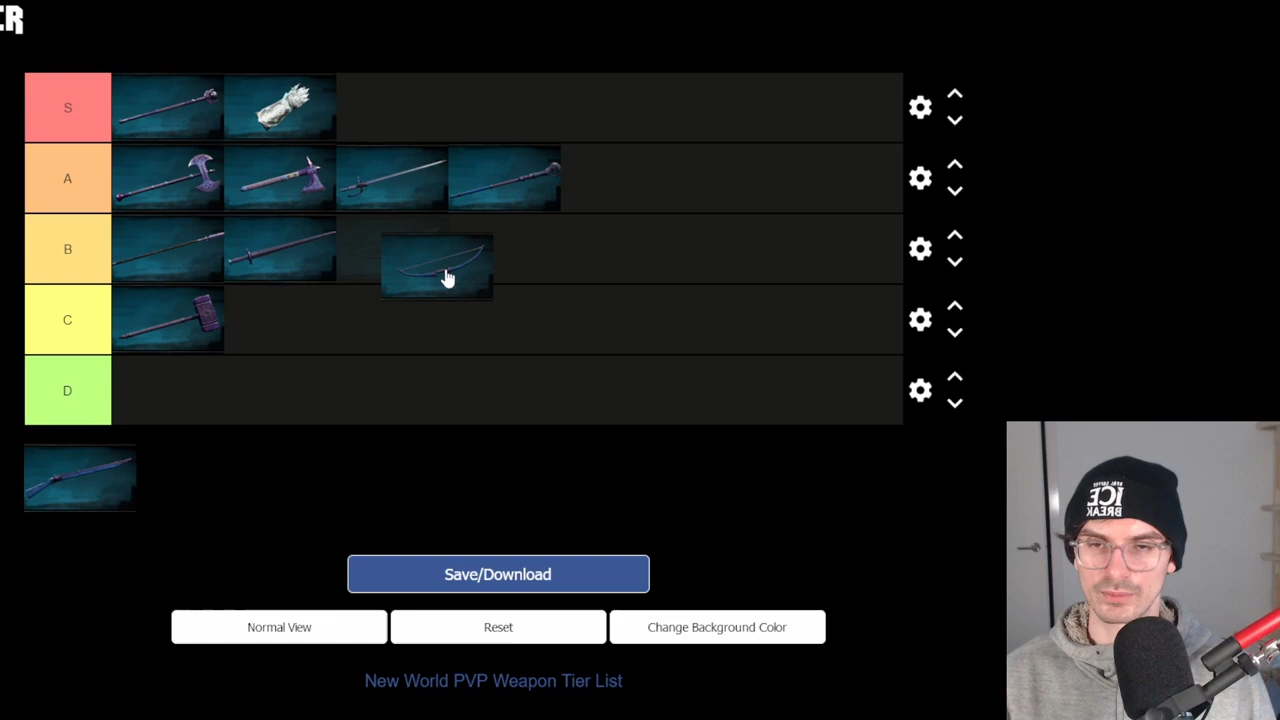 ER
S
A
B
C
D
Save/Download
Normal View
Reset
Change Background Color
New World PVP Weapon Tier List
ICE
BREAK